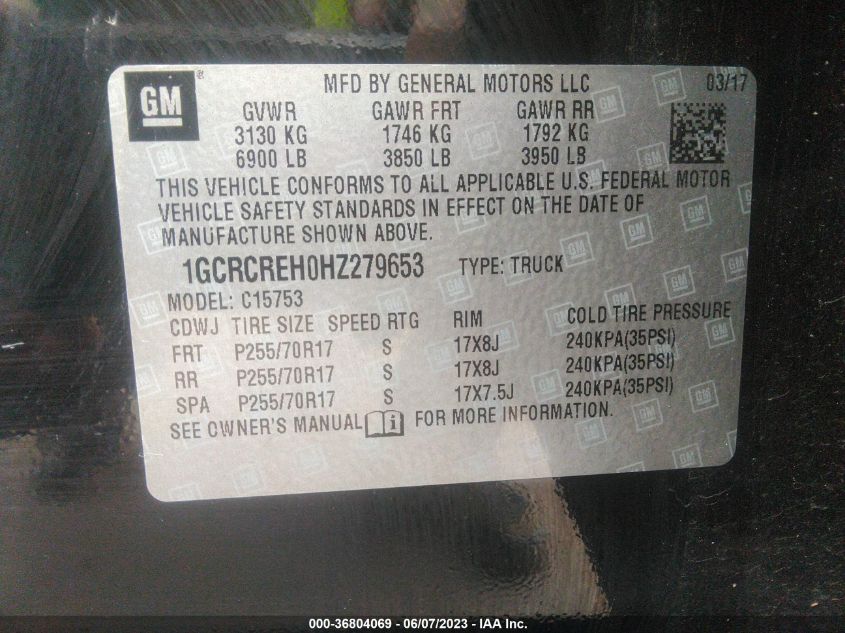 GM® MFD BY GENERAL MOTORS LLC 03/17
GVWR GAWR FRT GAWR RR
3130 KG 1746 KG 1792 KG
6900 LB 3850 LB 3950 LB
THIS VEHICLE CONFORMS TO ALL APPLICABLE U.S. FEDERAL MOTOR
VEHICLE SAFETY STANDARDS IN EFFECT ON THE DATE OF
MANUFACTURE SHOWN ABOVE.
1GCRCREH0HZ279653 TYPE: TRUCK
MODEL: C15753
CDWJ TIRE SIZE SPEED RTG RIM COLD TIRE PRESSURE
FRT P255/70R17 S 17X8J 240KPA(35PSI)
RR P255/70R17 S 17X8J 240KPA(35PSI)
SPA P255/70R17 S 17X7.5J 240KPA(35PSI)
SEE OWNER'S MANUAL i FOR MORE INFORMATION.
000-36804069 - 06/07/2023 - IAA Inc.